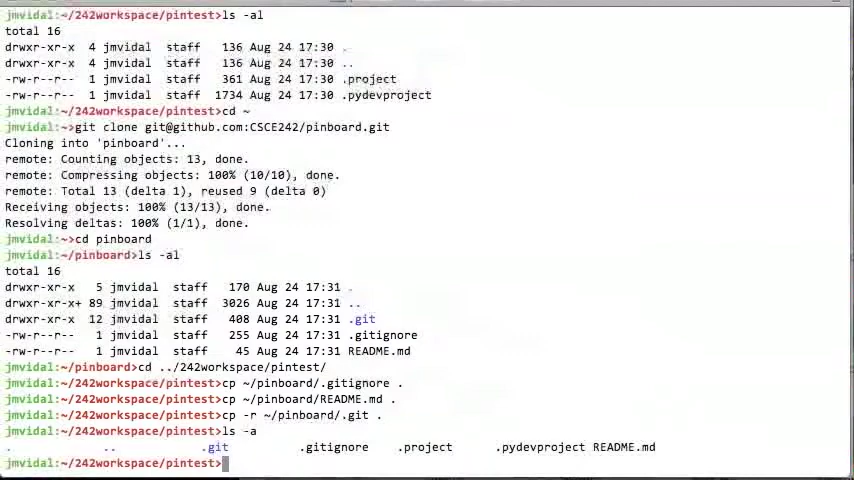 jmvidal:~/242workspace/pintest>ls -al
total 16
drwxr-xr-x  4 jmvidal  staff   136 Aug 24 17:30 .
drwxr-xr-x  4 jmvidal  staff   136 Aug 24 17:30 ..
-rw-r--r--  1 jmvidal  staff   361 Aug 24 17:30 .project
-rw-r--r--  1 jmvidal  staff  1734 Aug 24 17:30 .pydevproject
jmvidal:~/242workspace/pintest>cd ~
jmvidal:~>git clone git@github.com:CSCE242/pinboard.git
Cloning into 'pinboard'...
remote: Counting objects: 13, done.
remote: Compressing objects: 100% (10/10), done.
remote: Total 13 (delta 1), reused 9 (delta 0)
Receiving objects: 100% (13/13), done.
Resolving deltas: 100% (1/1), done.
jmvidal:~>cd pinboard
jmvidal:~/pinboard>ls -al
total 16
drwxr-xr-x   5 jmvidal  staff   170 Aug 24 17:31 .
drwxr-xr-x+ 89 jmvidal  staff  3026 Aug 24 17:31 ..
drwxr-xr-x  12 jmvidal  staff   408 Aug 24 17:31 .git
-rw-r--r--   1 jmvidal  staff   255 Aug 24 17:31 .gitignore
-rw-r--r--   1 jmvidal  staff    45 Aug 24 17:31 README.md
jmvidal:~/pinboard>cd ../242workspace/pintest/
jmvidal:~/242workspace/pintest>cp ~/pinboard/.gitignore .
jmvidal:~/242workspace/pintest>cp ~/pinboard/README.md .
jmvidal:~/242workspace/pintest>cp -r ~/pinboard/.git .
jmvidal:~/242workspace/pintest>ls -a
.             ..            .git          .gitignore    .project      .pydevproject README.md
jmvidal:~/242workspace/pintest>